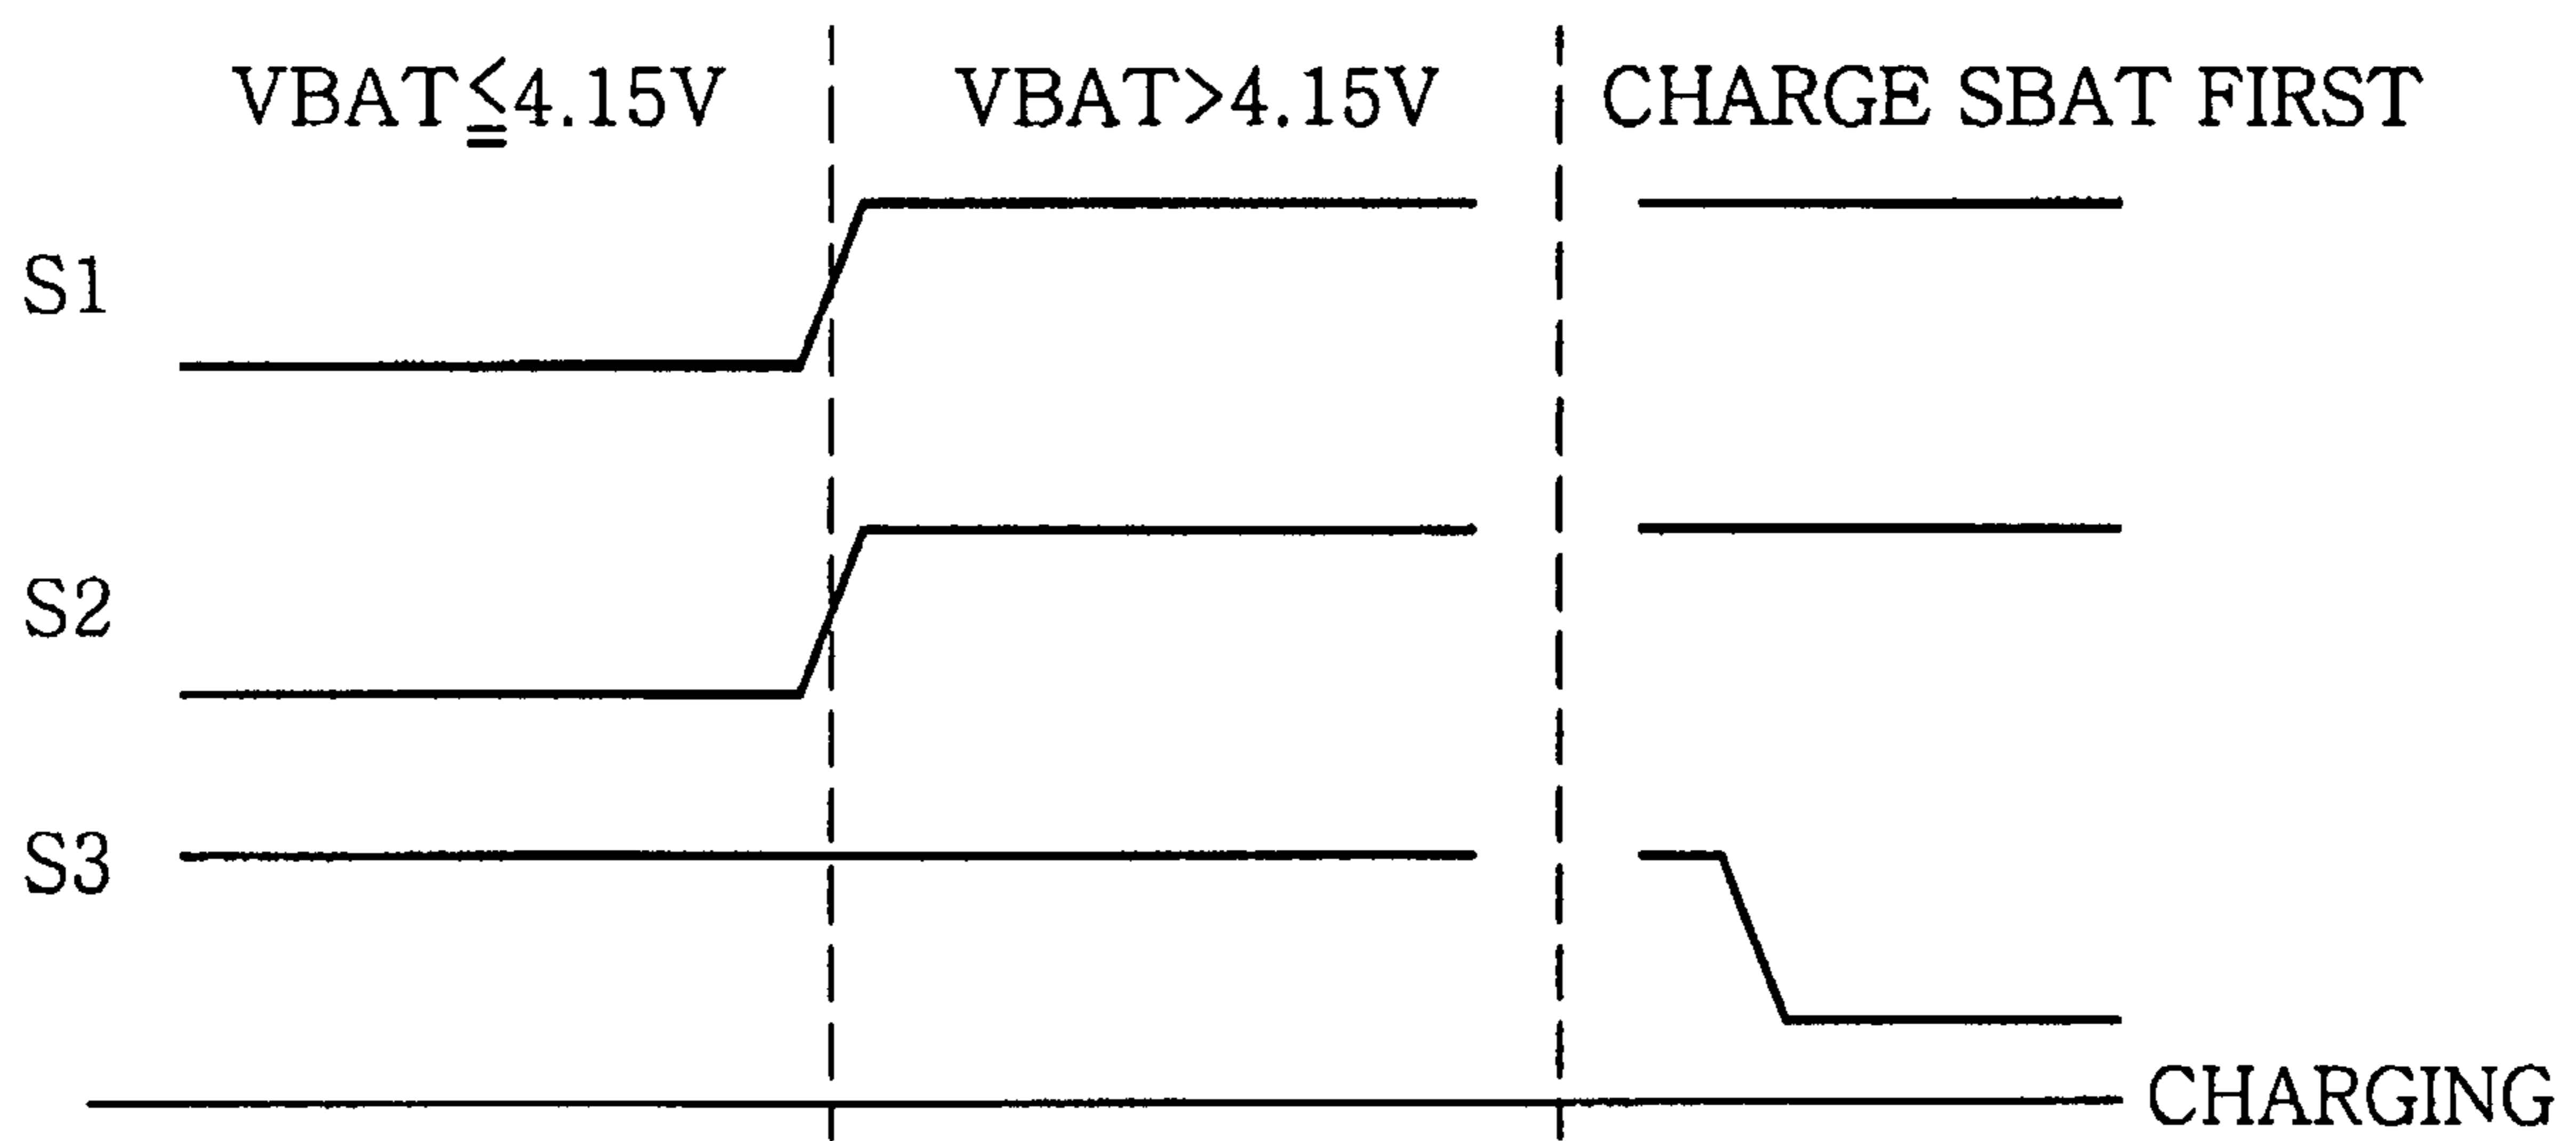 VBAT≦4.15V
VBAT>4.15V
CHARGE SBAT FIRST
S1
S2
S3
CHARGING